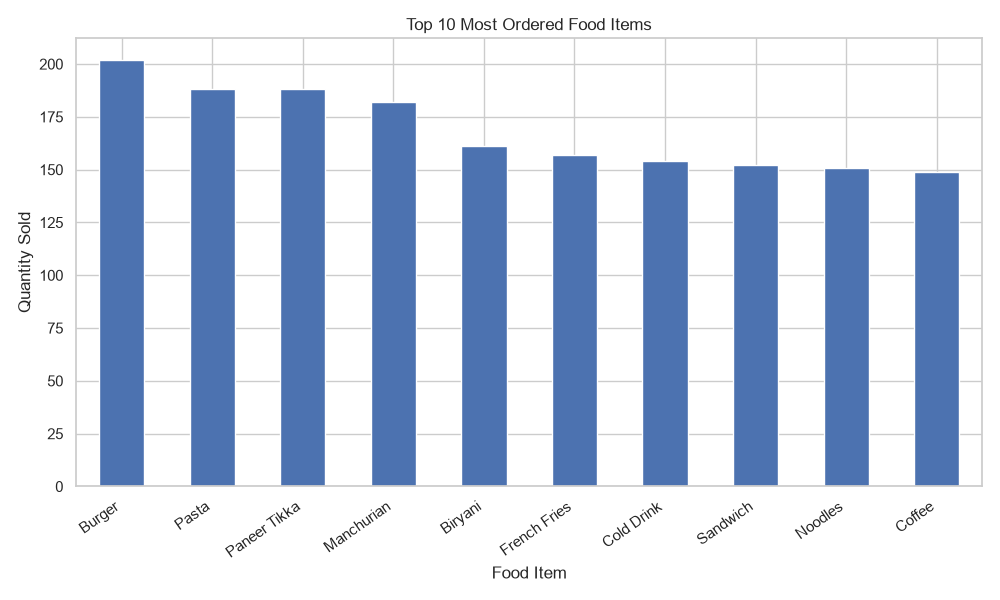 Top 10 Most Ordered Food Items
Quantity Sold
200
175
150
125
100
75
50
25
0
Burger
Pasta
Paneer Tikka
Manchurian
Biryani
French Fries
Cold Drink
Sandwich
Noodles
Coffee
Food Item